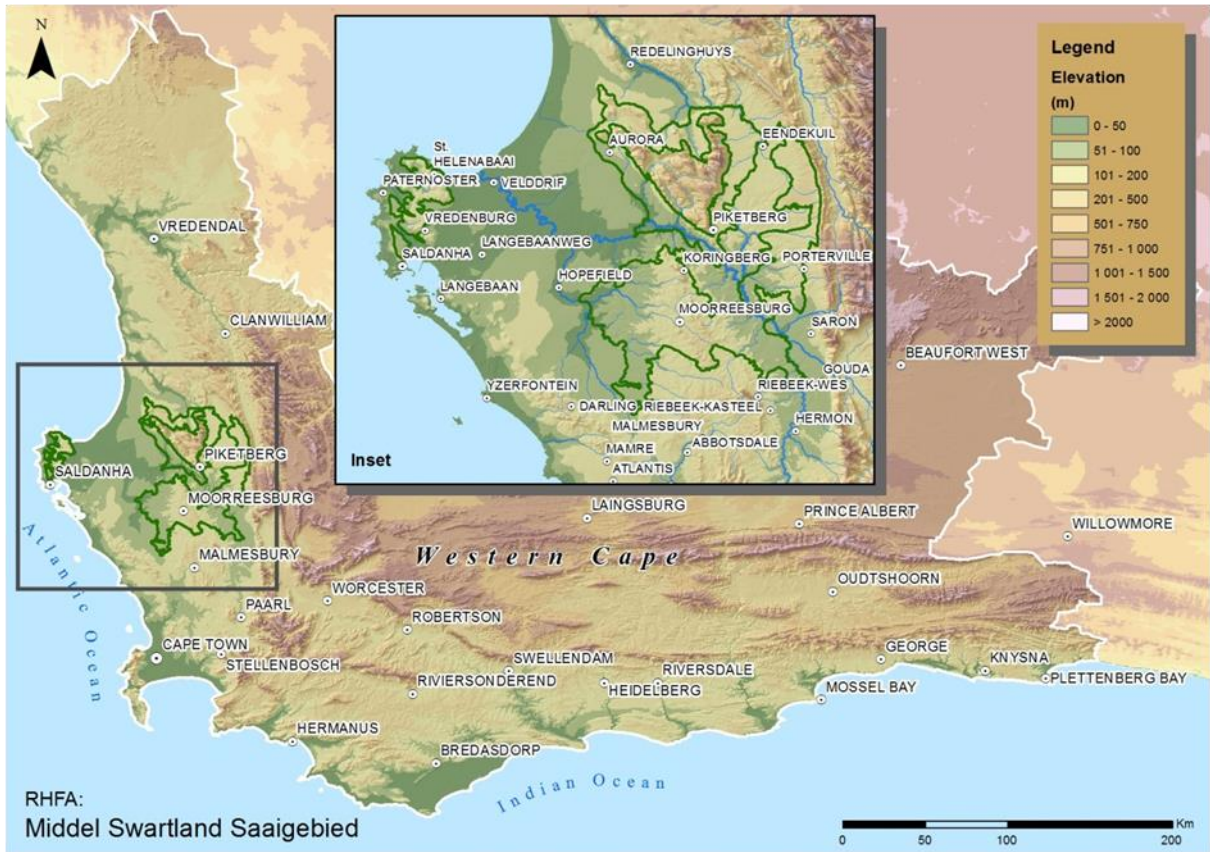 N
VREDENDAL
CLANWILLIAM
SALDANHA
PIKETBERG
MOORREESBURG
MALMESBURY
PAARL
CAPE TOWN
STELLENBOSCH
WORCESTER
ROBERTSON
SWELLENDAM
RIVIERSONDEREND
HEIDELBERG
RIVERSDALE
HERMANUS
BREDASDORP
LAINGSBURG
PRINCE ALBERT
BEAUFORT WEST
WILLOWMORE
OUDTSHOORN
GEORGE
KNYSNA
PLETTENBERG BAY
MOSSEL BAY
Western Cape
Atlantic Ocean
Indian Ocean
REDELINGHUYS
AURORA
EENDEKUIL
St.
HELENABAAI
PATERNOSTER
VELDDRIF
VREDENBURG
PIKETBERG
LANGEBAANWEG
SALDANHA
KORINGBERG
PORTERVILLE
HOPEFIELD
LANGEBAAN
MOORREESBURG
SARON
GOUDA
YZERFONTEIN
RIEBEEK-WES
DARLING
RIEBEEK-KASTEEL
MALMESBURY
HERMON
MAMRE
ABBOTSDALE
ATLANTIS
Inset
Legend
Elevation
(m)
0 - 50
51 - 100
101 - 200
201 - 500
501 - 750
751 - 1 000
1 001 - 1 500
1 501 - 2 000
> 2000
RHFA:
Middel Swartland Saaigebied
Km
0 50 100 200